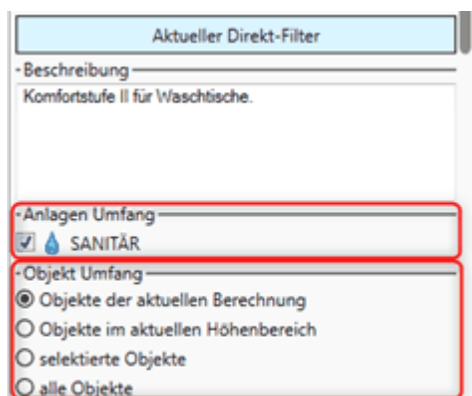 Aktueller Direkt-Filter
Beschreibung
Komfortstufe II für Waschtische.
Anlagen Umfang
SANITÄR
Objekt Umfang
Objekte der aktuellen Berechnung
Objekte im aktuellen Höhenbereich
selektierte Objekte
alle Objekte